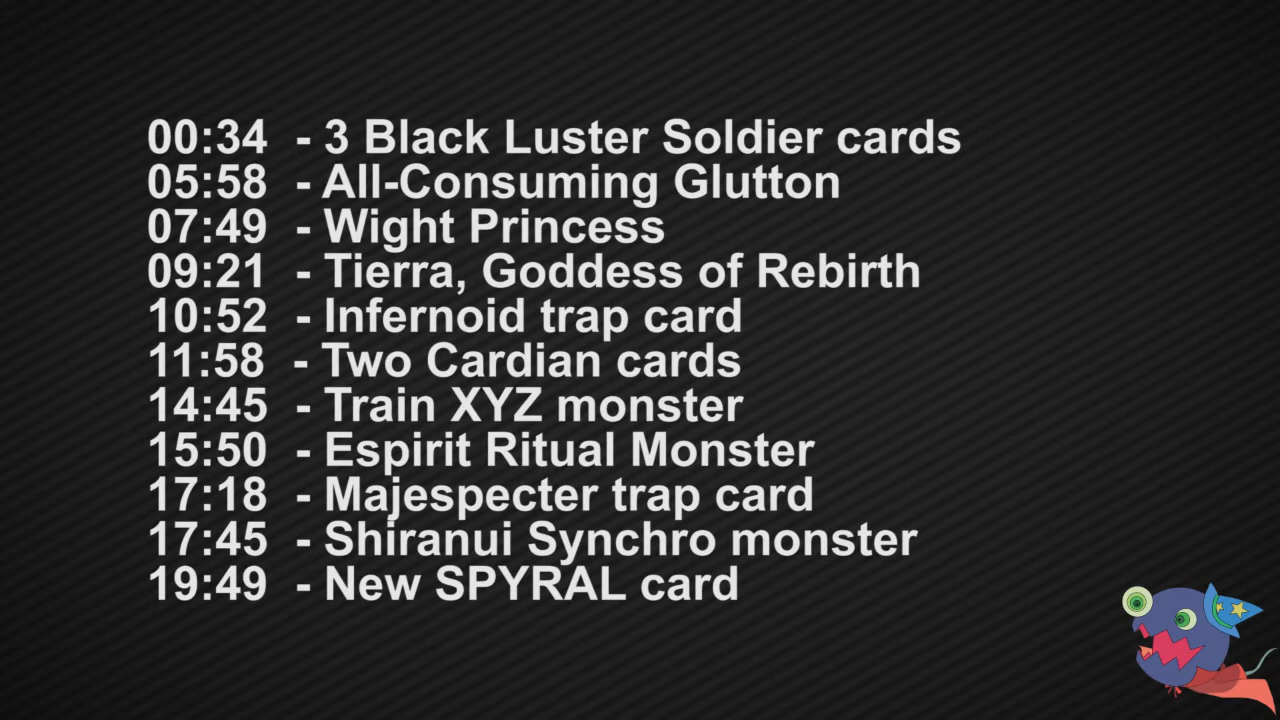 00:34 - 3 Black Luster Soldier cards
05:58 - All-Consuming Glutton
07:49 - Wight Princess
09:21 - Tierra, Goddess of Rebirth
10:52 - Infernoid trap card
11:58 - Two Cardian cards
14:45 - Train XYZ monster
15:50 - Espirit Ritual Monster
17:18 - Majespecter trap card
17:45 - Shiranui Synchro monster
19:49 - New SPYRAL card